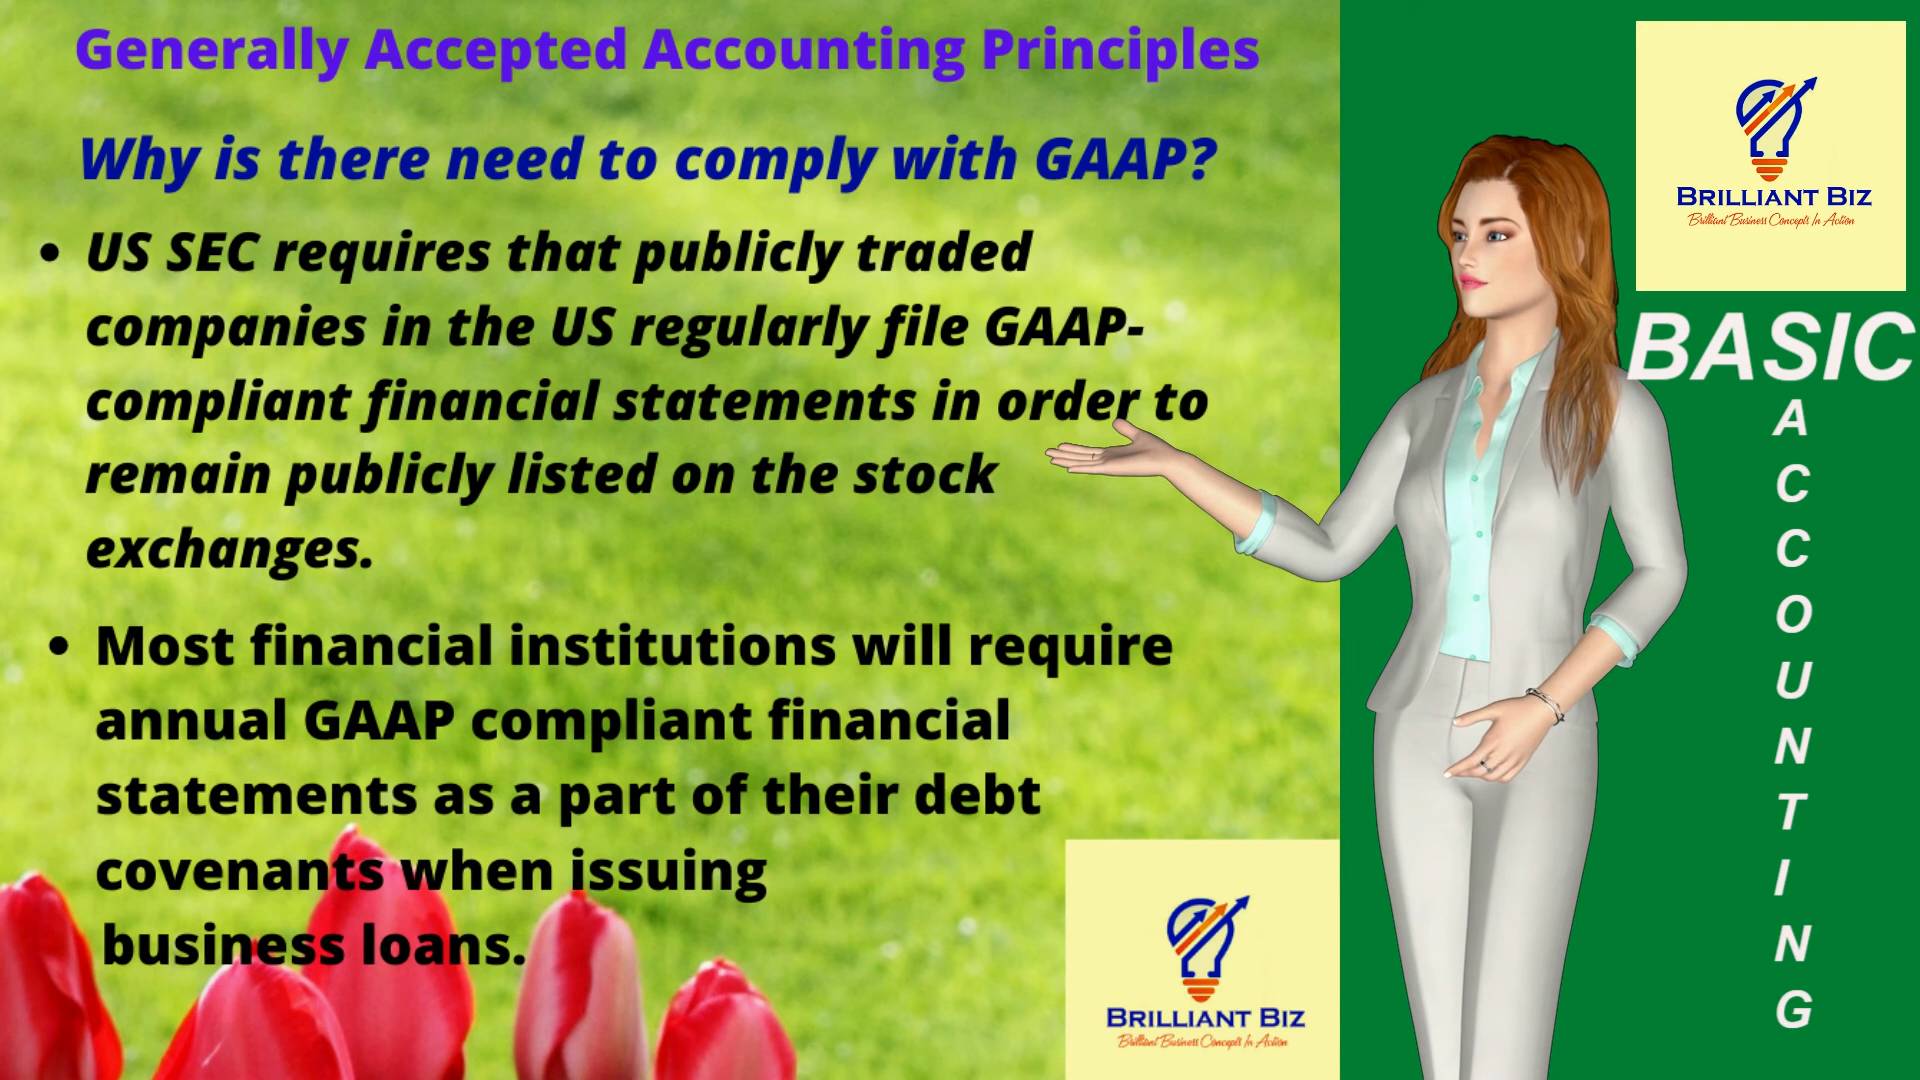 Generally Accepted Accounting Principles
Why is there need to comply with GAAP?
• US SEC requires that publicly traded
companies in the US regularly file GAAP-
compliant financial statements in order to
remain publicly listed on the stock
exchanges.
• Most financial institutions will require
annual GAAP compliant financial
statements as a part of their debt
covenants when issuing
business loans.
BRILLIANT BIZ
Brilliant Business Concepts In Action
BRILLIANT BIZ
Brilliant Business Concepts In Action
BASIC
A
C
C
O
U
N
T
I
N
G